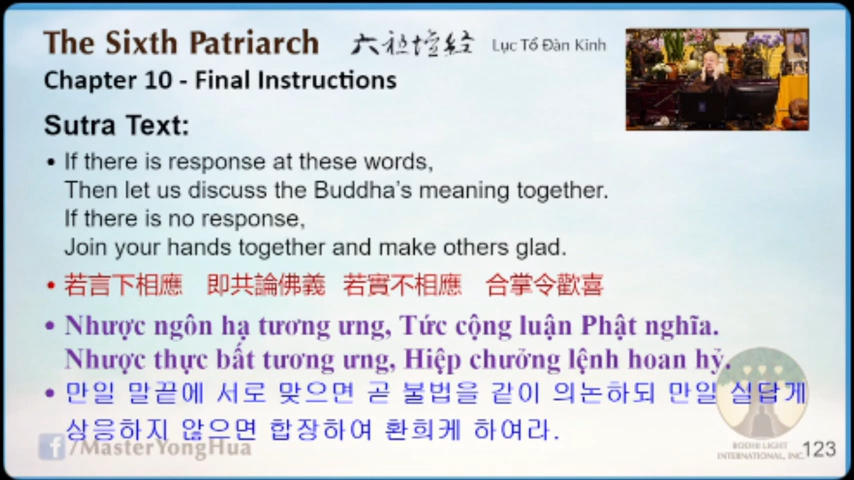 The Sixth Patriarch 六祖壇経 Lục Tổ Đàn Kinh
Chapter 10 - Final Instructions
Sutra Text:
• If there is response at these words,
Then let us discuss the Buddha's meaning together.
If there is no response,
Join your hands together and make others glad.
• 若言下相應 即共論佛義 若實不相應 合掌令歡喜
• Nhược ngôn hạ tương ưng, Tức cộng luận Phật nghĩa.
Nhược thực bất tương ưng, Hiệp chưởng lệnh hoan hỷ.
• 만일 말끝에 서로 맞으면 곧 불법을 같이 의논하되 만일 실답게
상응하지 않으면 합장하여 환희케 하여라.
f/MasterYongHua
BODHI LIGHT
INTERNATIONAL, INC.
123